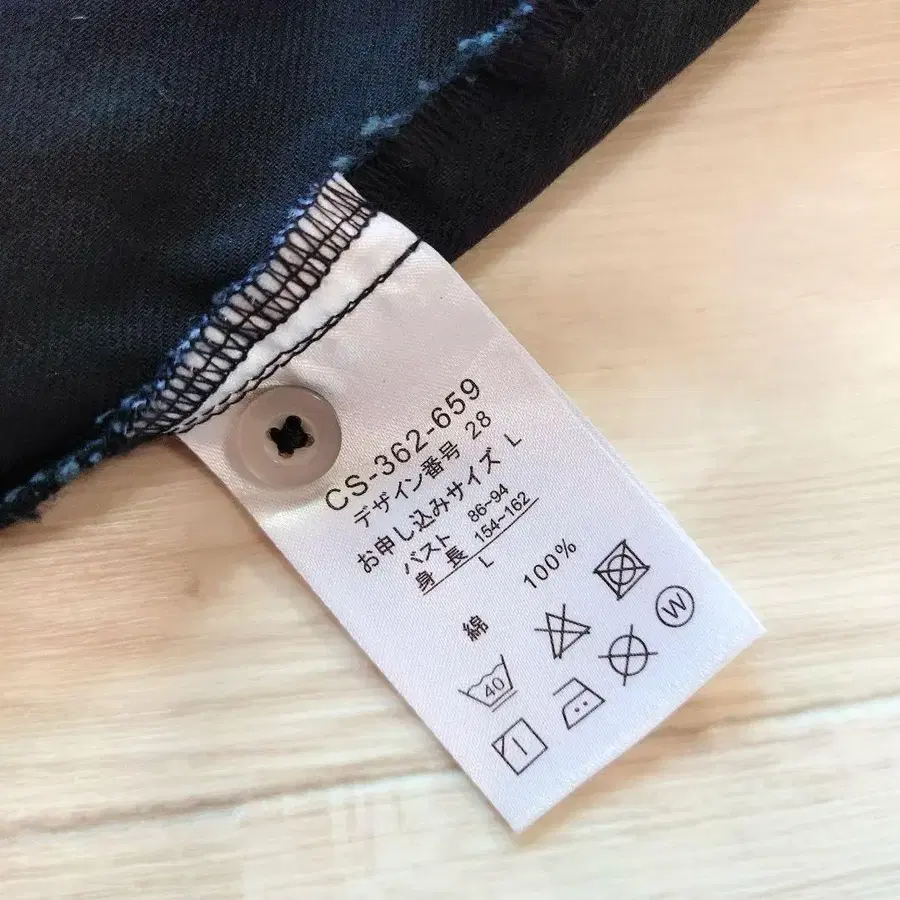 CS-362-659
デザイン番号 28
お申し込みサイズ L
バスト 86~94
身長 154~162
L
綿 100%
40
W